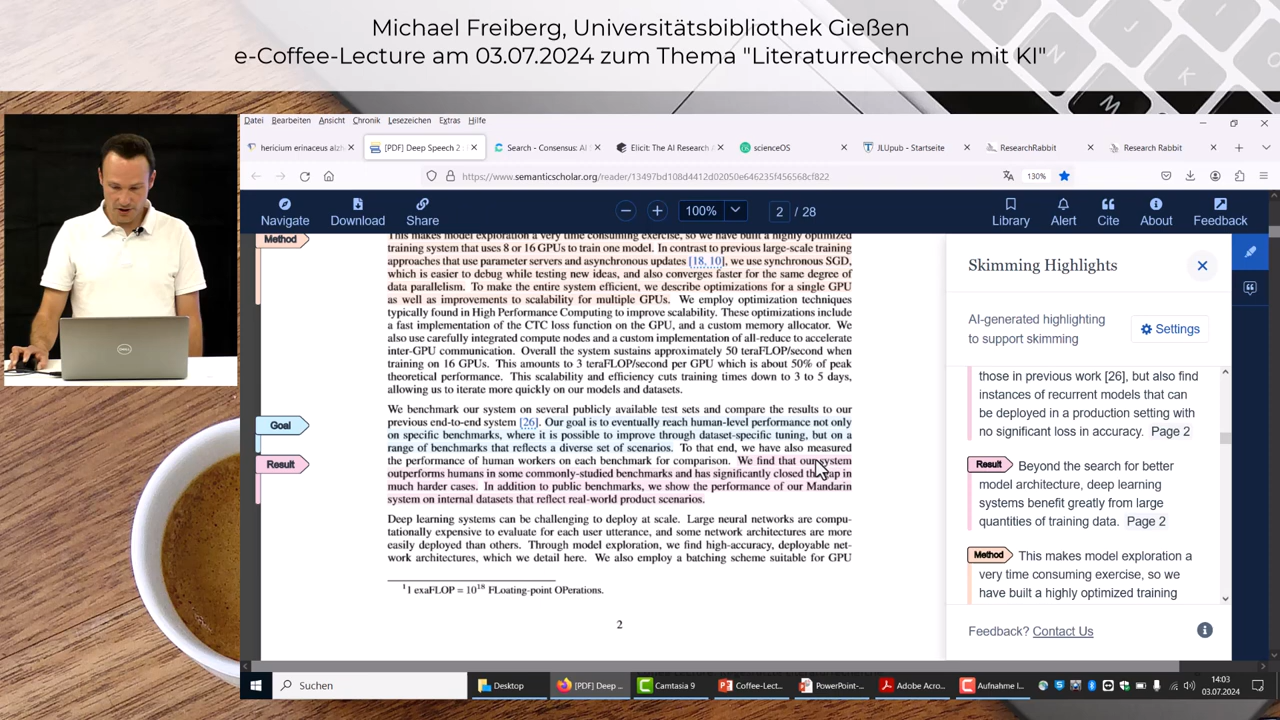 Michael Freiberg, Universitätsbibliothek Gießen
e-Coffee-Lecture am 03.07.2024 zum Thema "Literaturrecherche mit KI"
Datei Bearbeiten Ansicht Chronik Lesezeichen Extras Hilfe
hericium erinaceus alzh
[PDF] Deep Speech 2 :
Search - Consensus: AI
Elicit: The AI Research
scienceOS
JLUpub - Startseite
ResearchRabbit
Research Rabbit
https://www.semanticscholar.org/reader/13497bd108d4412d02050e646235f456568cf822
130%
Navigate
Download
Share
100%
2 / 28
Library
Alert
Cite
About
Feedback
Method
This makes model exploration a very time consuming exercise, so we have built a highly optimized
training system that uses 8 or 16 GPUs to train one model. In contrast to previous large-scale training
approaches that use parameter servers and asynchronous updates [18, 10], we use synchronous SGD,
which is easier to debug while testing new ideas, and also converges faster for the same degree of
data parallelism. To make the entire system efficient, we describe optimizations for a single GPU
as well as improvements to scalability for multiple GPUs. We employ optimization techniques
typically found in High Performance Computing to improve scalability. These optimizations include
a fast implementation of the CTC loss function on the GPU, and a custom memory allocator. We
also use carefully integrated compute nodes and a custom implementation of all-reduce to accelerate
inter-GPU communication. Overall the system sustains approximately 50 teraFLOP/second when
training on 16 GPUs. This amounts to 3 teraFLOP/second per GPU which is about 50% of peak
theoretical performance. This scalability and efficiency cuts training times down to 3 to 5 days,
allowing us to iterate more quickly on our models and datasets.
We benchmark our system on several publicly available test sets and compare the results to our
Goal
previous end-to-end system [26]. Our goal is to eventually reach human-level performance not only
on specific benchmarks, where it is possible to improve through dataset-specific tuning, but on a
range of benchmarks that reflects a diverse set of scenarios. To that end, we have also measured
Result
the performance of human workers on each benchmark for comparison. We find that our system
outperforms humans in some commonly-studied benchmarks and has significantly closed the gap in
much harder cases. In addition to public benchmarks, we show the performance of our Mandarin
system on internal datasets that reflect real-world product scenarios.
Deep learning systems can be challenging to deploy at scale. Large neural networks are compu-
tationally expensive to evaluate for each user utterance, and some network architectures are more
easily deployed than others. Through model exploration, we find high-accuracy, deployable net-
work architectures, which we detail here. We also employ a batching scheme suitable for GPU
1 1 exaFLOP = 10^18 FLoating-point OPerations.
2
Skimming Highlights
AI-generated highlighting
to support skimming
Settings
those in previous work [26], but also find
instances of recurrent models that can
be deployed in a production setting with
no significant loss in accuracy. Page 2
Result Beyond the search for better
model architecture, deep learning
systems benefit greatly from large
quantities of training data. Page 2
Method This makes model exploration a
very time consuming exercise, so we
have built a highly optimized training
Feedback? Contact Us
DELL
Suchen
Desktop
[PDF] Deep ...
Camtasia 9
Coffee-Lect...
PowerPoint-...
Adobe Acro...
Aufnahme l...
14:03
03.07.2024